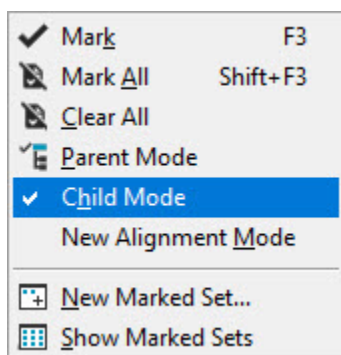 Mark F3
Mark All Shift+F3
Clear All
Parent Mode
Child Mode
New Alignment Mode
New Marked Set...
Show Marked Sets